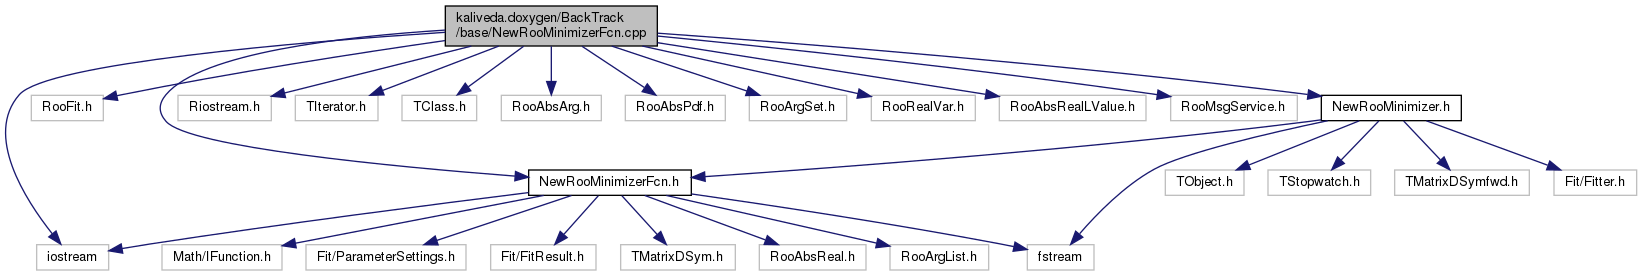 kaliveda.doxygen/BackTrack
/base/NewRooMinimizerFcn.cpp
RooFit.h
Riostream.h
TIterator.h
TClass.h
RooAbsArg.h
RooAbsPdf.h
RooArgSet.h
RooRealVar.h
RooAbsRealLValue.h
RooMsgService.h
NewRooMinimizer.h
NewRooMinimizerFcn.h
TObject.h
TStopwatch.h
TMatrixDSymfwd.h
Fit/Fitter.h
iostream
Math/IFunction.h
Fit/ParameterSettings.h
Fit/FitResult.h
TMatrixDSym.h
RooAbsReal.h
RooArgList.h
fstream